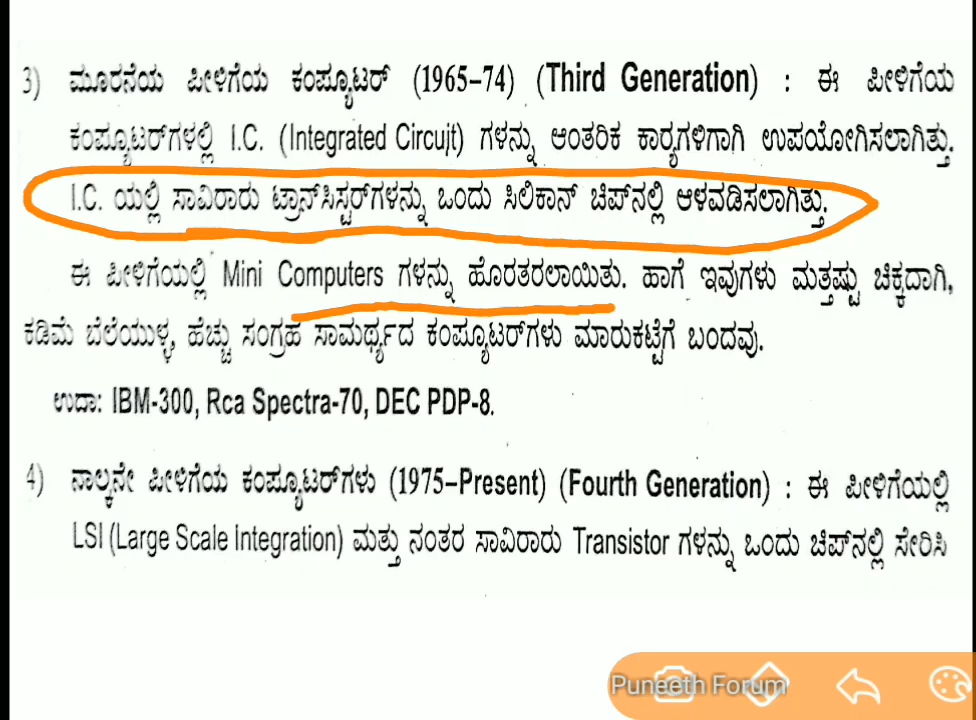 3) ಮೂರನೆಯ ಪೀಳಿಗೆಯ ಕಂಪ್ಯೂಟರ್ (1965–74) (Third Generation) : ಈ ಪೀಳಿಗೆಯ
ಕಂಪ್ಯೂಟರ್‌ಗಳಲ್ಲಿ I.C. (Integrated Circuit) ಗಳನ್ನು ಆಂತರಿಕ ಕಾರ್‍ಯಗಳಿಗಾಗಿ ಉಪಯೋಗಿಸಲಾಗಿತ್ತು.
I.C. ಯಲ್ಲಿ ಸಾವಿರಾರು ಟ್ರಾನ್‌ಸಿಸ್ಟರ್‌ಗಳನ್ನು ಒಂದು ಸಿಲಿಕಾನ್ ಚಿಪ್‌ನಲ್ಲಿ ಆಳವಡಿಸಲಾಗಿತ್ತು.
ಈ ಪೀಳಿಗೆಯಲ್ಲಿ Mini Computers ಗಳನ್ನು ಹೊರತರಲಾಯಿತು. ಹಾಗೆ ಇವುಗಳು ಮತ್ತಷ್ಟು ಚಿಕ್ಕದಾಗಿ,
ಕಡಿಮೆ ಬೆಲೆಯುಳ್ಳ, ಹೆಚ್ಚು ಸಂಗ್ರಹ ಸಾಮರ್ಥ್ಯದ ಕಂಪ್ಯೂಟರ್‌ಗಳು ಮಾರುಕಟ್ಟೆಗೆ ಬಂದವು.
ಉದಾ: IBM-300, Rca Spectra-70, DEC PDP-8.
4) ನಾಲ್ಕನೇ ಪೀಳಿಗೆಯ ಕಂಪ್ಯೂಟರ್‌ಗಳು (1975–Present) (Fourth Generation) : ಈ ಪೀಳಿಗೆಯಲ್ಲಿ
LSI (Large Scale Integration) ಮತ್ತು ನಂತರ ಸಾವಿರಾರು Transistor ಗಳನ್ನು ಒಂದು ಚಿಪ್‌ನಲ್ಲಿ ಸೇರಿಸಿ
Puneeth Forum